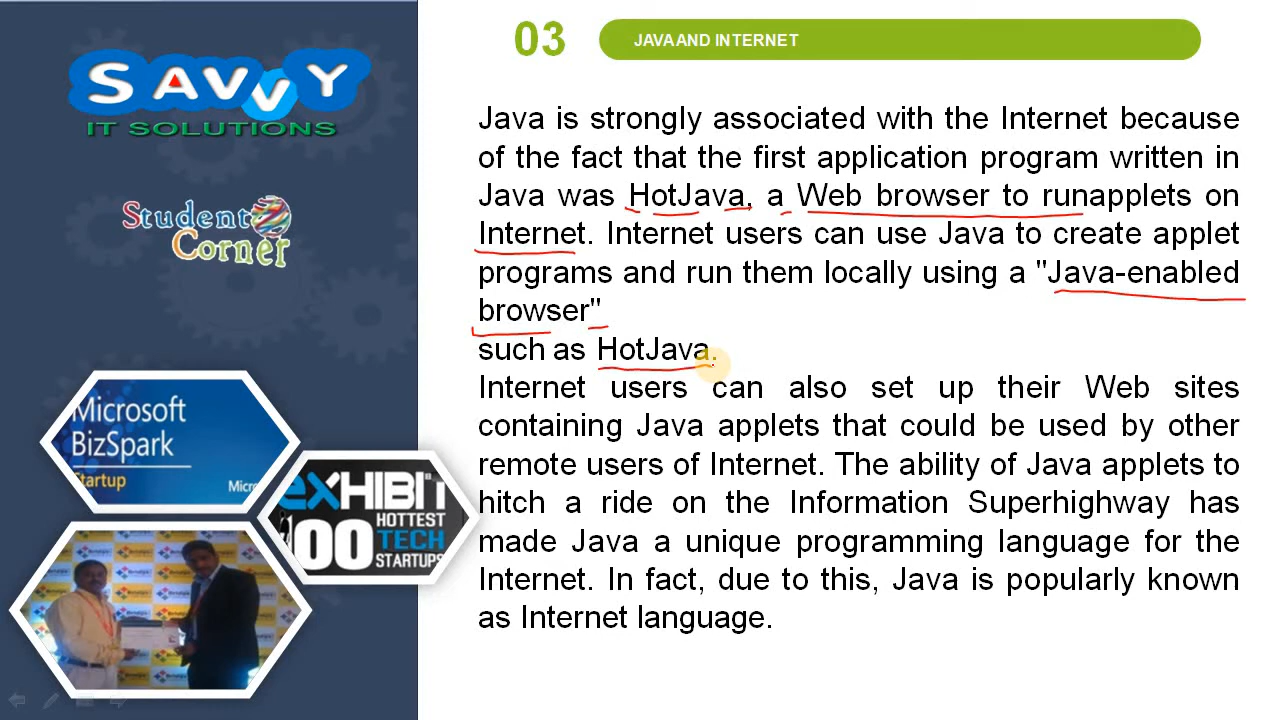 SAVVY
IT SOLUTIONS
Student
Corner
Microsoft
BizSpark
Startup
Micros
eXHIBIT
100
HOTTEST
TECH
STARTUPS
03
JAVA AND INTERNET
Java is strongly associated with the Internet because
of the fact that the first application program written in
Java was HotJava, a Web browser to runapplets on
Internet. Internet users can use Java to create applet
programs and run them locally using a "Java-enabled
browser"
such as HotJava.
Internet users can also set up their Web sites
containing Java applets that could be used by other
remote users of Internet. The ability of Java applets to
hitch a ride on the Information Superhighway has
made Java a unique programming language for the
Internet. In fact, due to this, Java is popularly known
as Internet language.